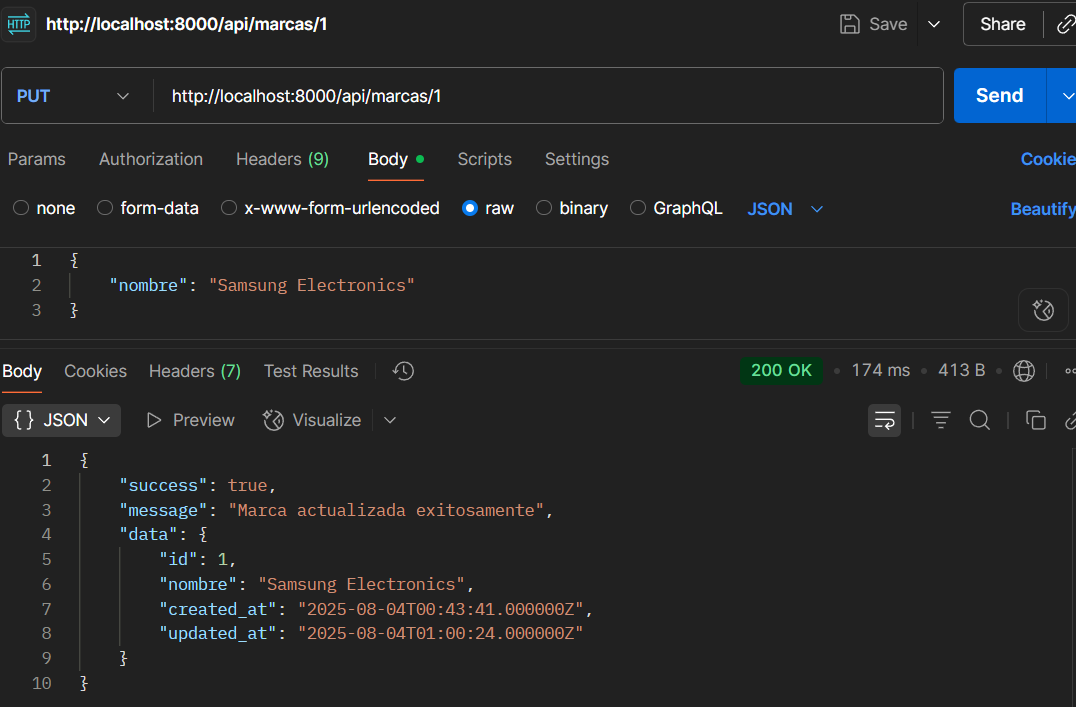 HTTP http://localhost:8000/api/marcas/1 Save Share
PUT http://localhost:8000/api/marcas/1 Send
Params Authorization Headers (9) Body Scripts Settings Cookie
none form-data x-www-form-urlencoded raw binary GraphQL JSON Beautify
1 {
2 "nombre": "Samsung Electronics"
3 }
Body Cookies Headers (7) Test Results 200 OK • 174 ms • 413 B •
{} JSON Preview Visualize
1 {
2 "success": true,
3 "message": "Marca actualizada exitosamente",
4 "data": {
5 "id": 1,
6 "nombre": "Samsung Electronics",
7 "created_at": "2025-08-04T00:43:41.000000Z",
8 "updated_at": "2025-08-04T01:00:24.000000Z"
9 }
10 }